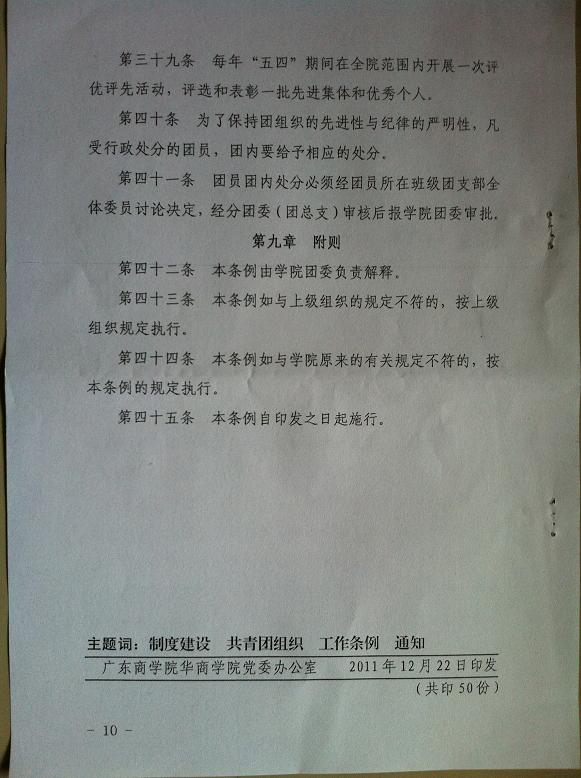 第三十九条　每年“五四”期间在全院范围内开展一次评
优评先活动，评选和表彰一批先进集体和优秀个人。
第四十条　为了保持团组织的先进性与纪律的严明性，凡
受行政处分的团员，团内要给予相应的处分。
第四十一条　团员团内处分必须经团员所在班级团支部全
体委员讨论决定，经分团委（团总支）审核后报学院团委审批。
第九章　附则
第四十二条　本条例由学院团委负责解释。
第四十三条　本条例如与上级组织的规定不符的，按上级
组织规定执行。
第四十四条　本条例如与学院原来的有关规定不符的，按
本条例的规定执行。
第四十五条　本条例自印发之日起施行。
主题词：制度建设　共青团组织　工作条例　通知
广东商学院华商学院党委办公室　2011年12月22日印发
（共印50份）
- 10 -